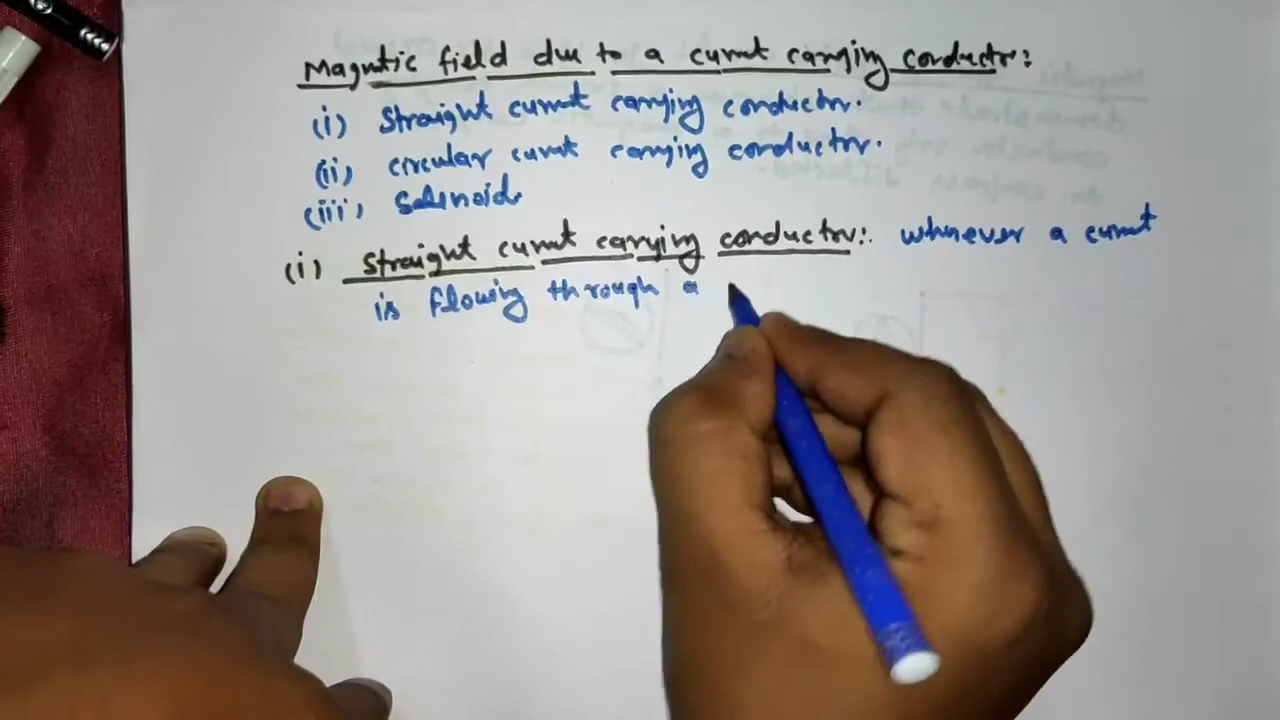 Magnetic field due to a current carrying conductor:
(i) Straight current carrying conductor.
(ii) circular current carrying conductor.
(iii) Solenoid
(i) Straight current carrying conductor:. whenever a current
is flowing through a